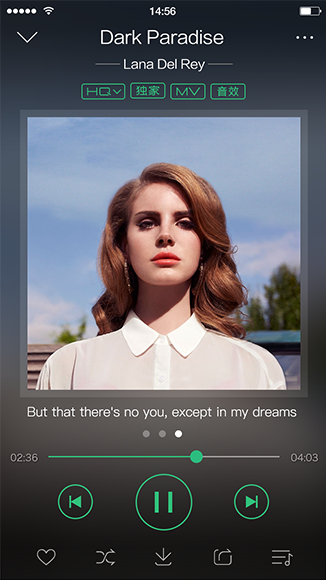 14:56
Dark Paradise
Lana Del Rey
HQ
独家
MV
音效
But that there's no you, except in my dreams
02:36
04:03